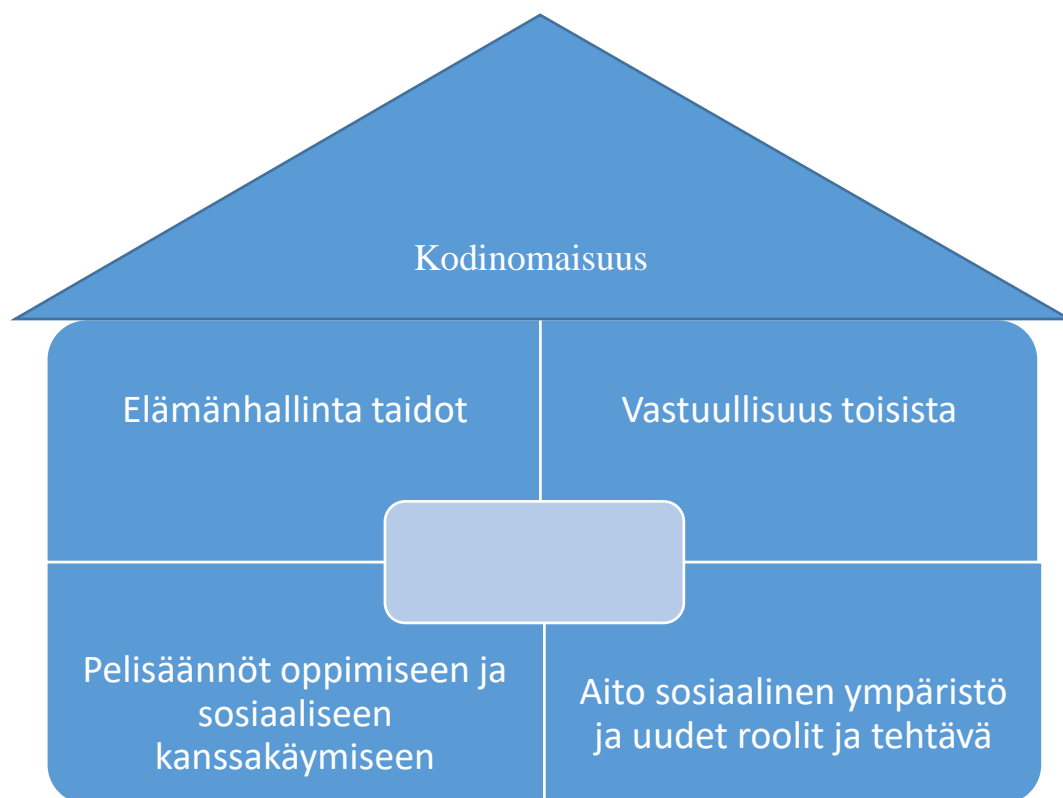 Kodinomaisuus
Elämänhallinta taidot
Vastuullisuus toisista
Pelisäännöt oppimiseen ja
sosiaaliseen
kanssakäymiseen
Aito sosiaalinen ympäristö
ja uudet roolit ja tehtävä